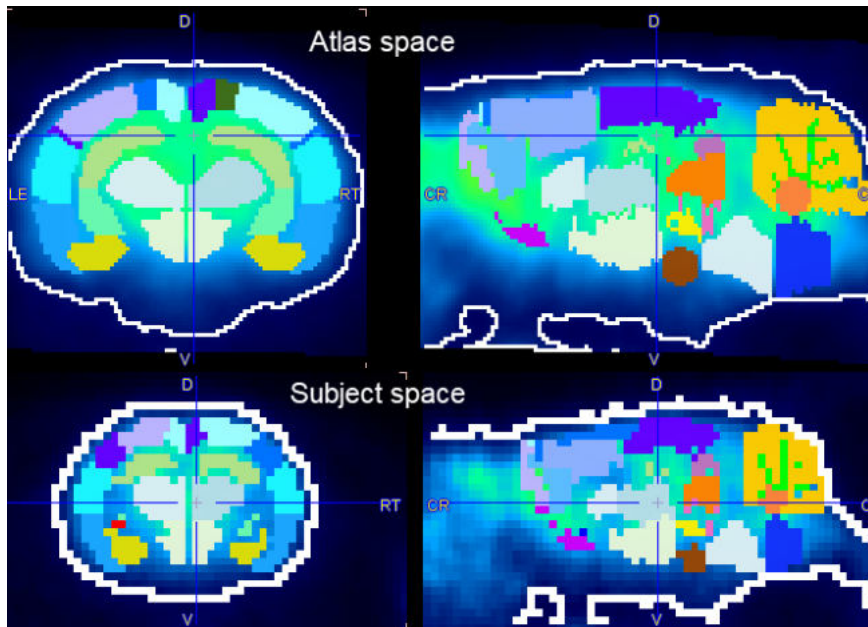 D D
Atlas space
LE RT CR C
V V
D D
Subject space
RT CR C
V V